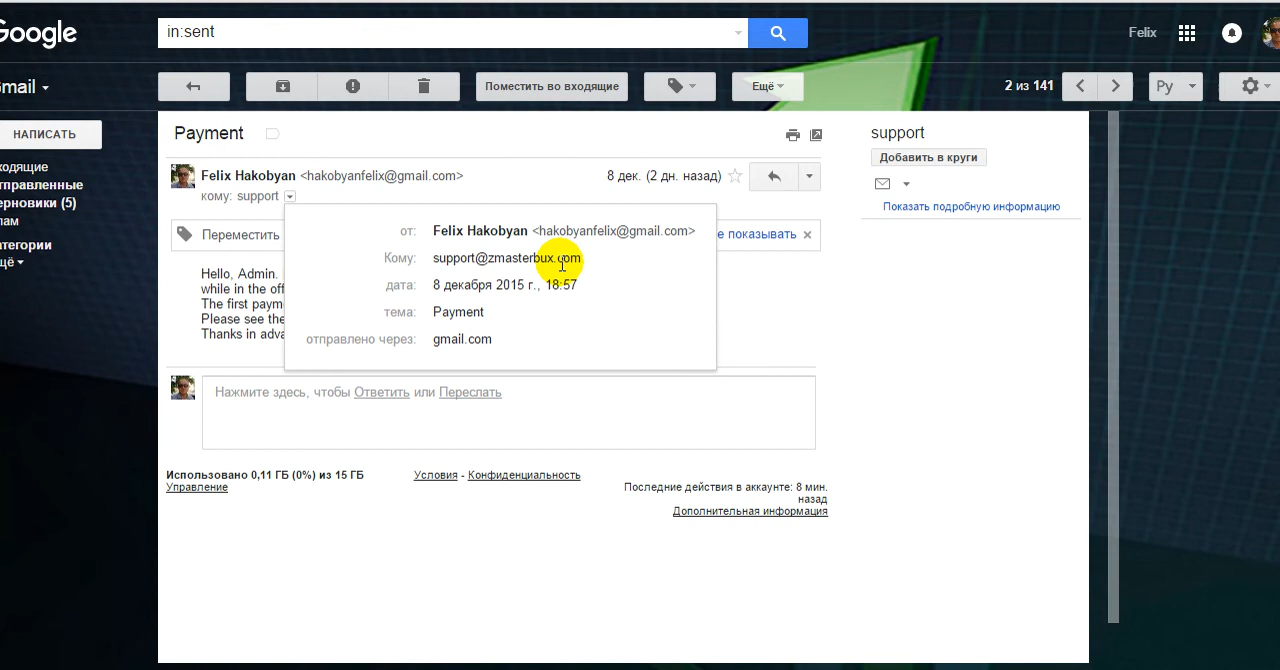 Google
in:sent
Felix
Gmail
Поместить во входящие
Ещё
2 из 141
Ру
НАПИСАТЬ
ходящие
тправленные
ерновики (5)
пам
атегории
щё
Payment
Felix Hakobyan <hakobyanfelix@gmail.com>
8 дек. (2 дн. назад)
кому: support
Переместить
е показывать
от: Felix Hakobyan <hakobyanfelix@gmail.com>
Кому: support@zmasterbux.com
дата: 8 декабря 2015 г., 18:57
тема: Payment
отправлено через: gmail.com
Hello, Admin.
while in the off
The first paym
Please see the
Thanks in adva
Нажмите здесь, чтобы Ответить или Переслать
Использовано 0,11 ГБ (0%) из 15 ГБ
Управление
Условия - Конфиденциальность
Последние действия в аккаунте: 8 мин.
назад
Дополнительная информация
support
Добавить в круги
Показать подробную информацию